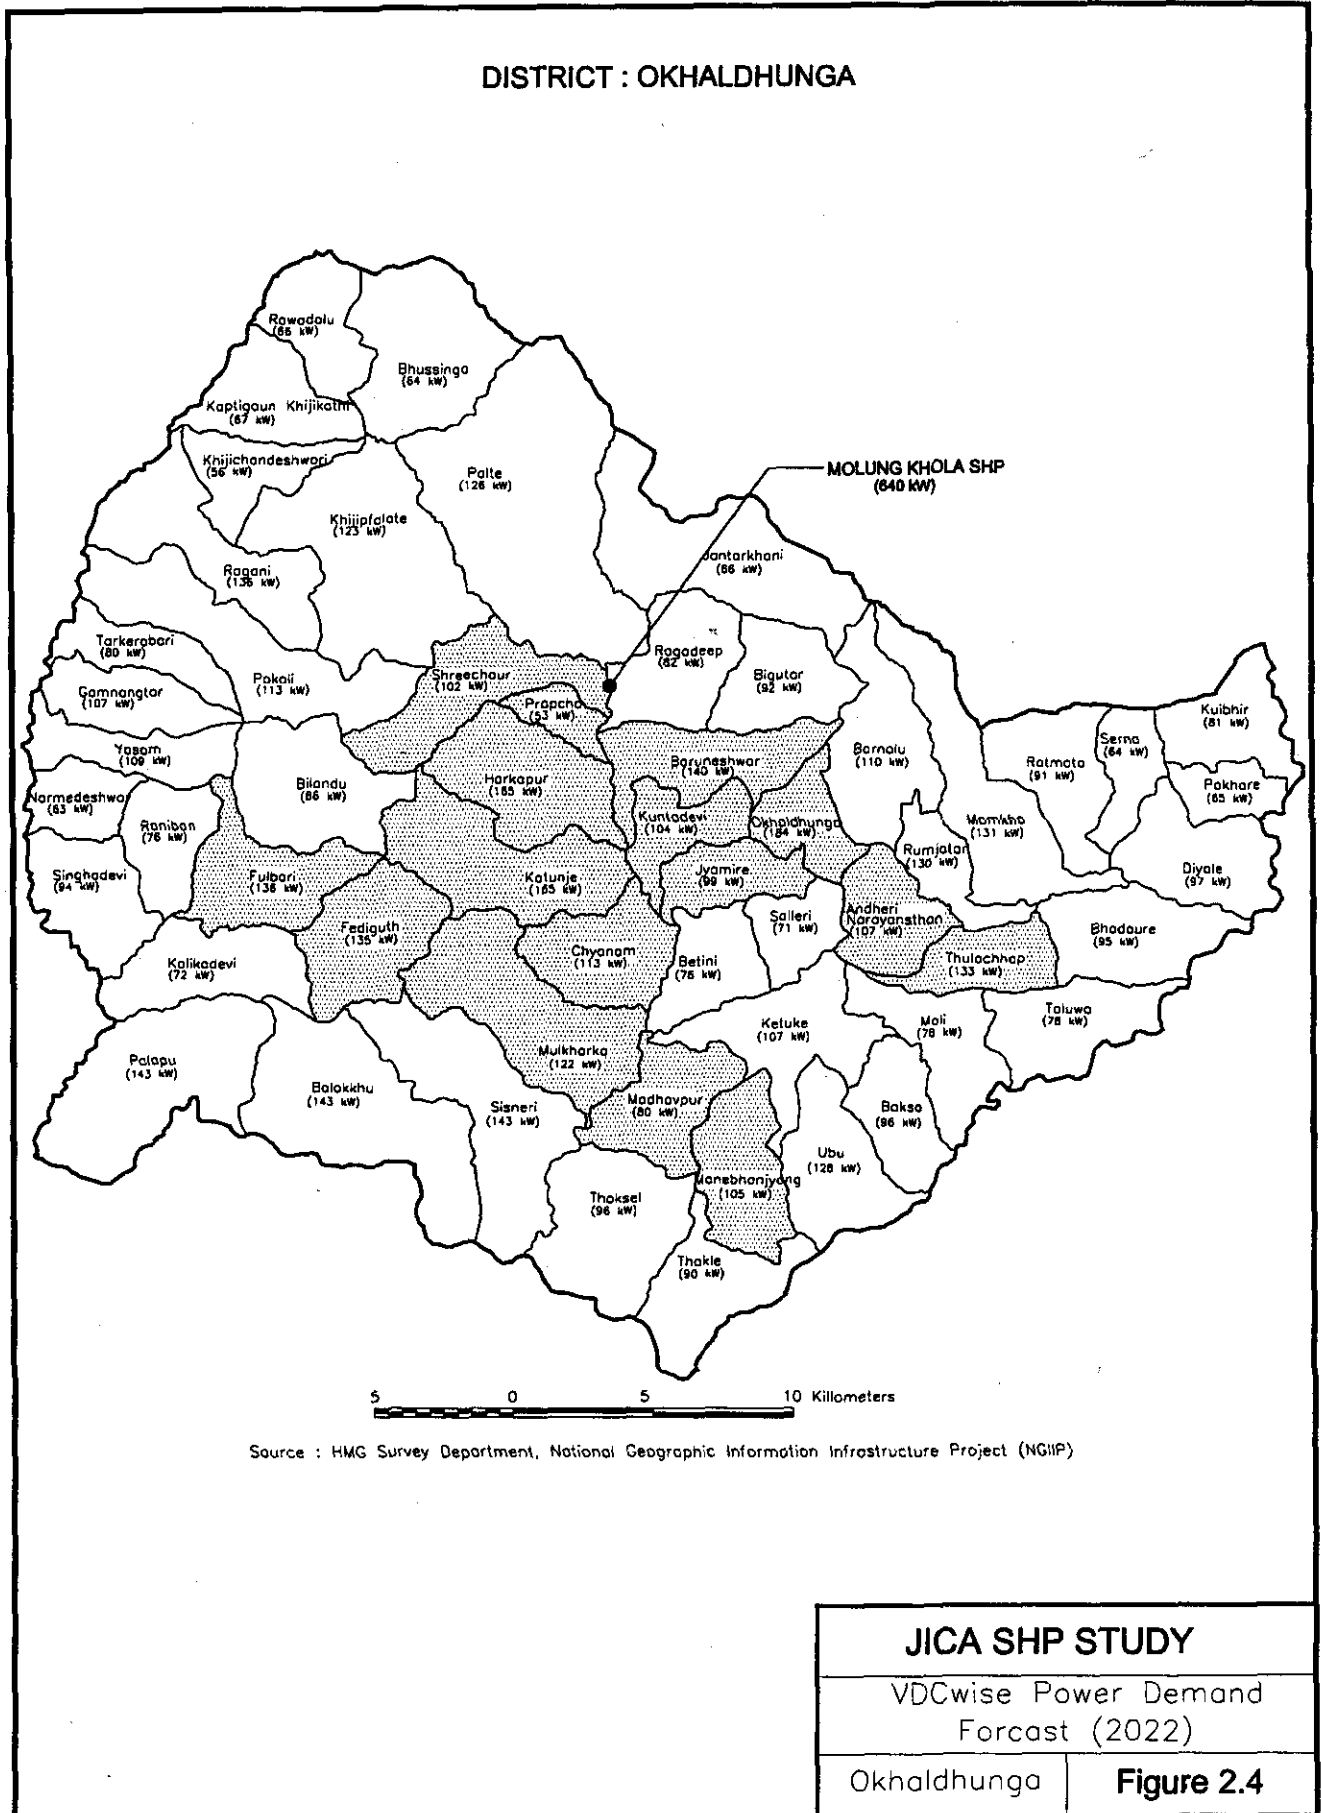 DISTRICT : OKHALDHUNGA
Rawadalu
(66 kW)
Bhussinga
(64 kW)
Kaptigaun Khijikathi
(67 kW)
Khijichandeshwori
(56 kW)
Palte
(126 kW)
MOLUNG KHOLA SHP
(640 kW)
Khijipfalate
(123 kW)
Jantarkhani
(86 kW)
Ragani
(136 kW)
Tarkerabari
(80 kW)
Ragadeep
(82 kW)
Bigutar
(92 kW)
Pokali
(113 kW)
Shreechaur
(102 kW)
Gamnangtar
(107 kW)
Prapcha
(53 kW)
Kuibhir
(81 kW)
Yasam
(109 kW)
Serna
(64 kW)
Barnalu
(110 kW)
Ratmata
(91 kW)
Baruneshwar
(140 kW)
Harkapur
(165 kW)
Bilandu
(86 kW)
Pokhare
(65 kW)
Narmedeshwar
(63 kW)
Raniban
(76 kW)
Kuntadevi
(104 kW)
Okhaldhunga
(184 kW)
Mamkha
(131 kW)
Rumjatar
(130 kW)
Singhadevi
(94 kW)
Fulbari
(136 kW)
Katunje
(165 kW)
Jyamire
(99 kW)
Diyale
(97 kW)
Fediguth
(135 kW)
Salleri
(71 kW)
Andheri
Narayansthan
(107 kW)
Bhadaure
(95 kW)
Kalikadevi
(72 kW)
Chyanam
(113 kW)
Betini
(76 kW)
Thulachhap
(133 kW)
Taluwa
(78 kW)
Moli
(78 kW)
Ketuke
(107 kW)
Palapu
(143 kW)
Mulkharka
(122 kW)
Balakkhu
(143 kW)
Sisneri
(143 kW)
Madhavpur
(80 kW)
Baksa
(96 kW)
Ubu
(128 kW)
Manebhanjyang
(105 kW)
Thoksel
(96 kW)
Thakle
(90 kW)
5 0 5 10 Killometers
Source : HMG Survey Department, National Geographic Information Infrastructure Project (NGIIP)
JICA SHP STUDY
VDCwise Power Demand
Forcast (2022)
Okhaldhunga Figure 2.4